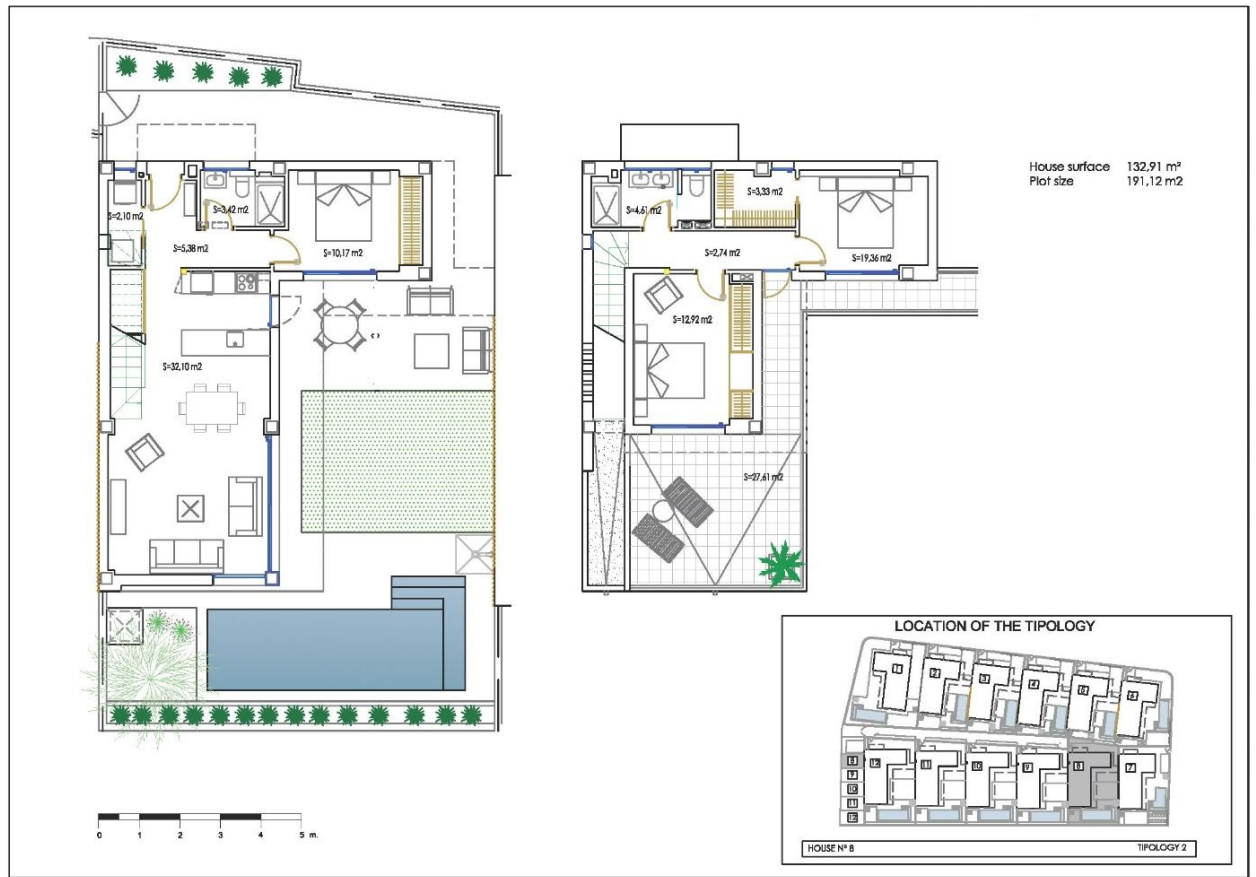 House surface 132,91 m²
Plot size 191,12 m2
S=2,10 m2
S=3,42 m2
S=5,38 m2
S=10,17 m2
S=32,10 m2
S=4,61 m2
S=3,33 m2
S=2,74 m2
S=19,36 m2
S=12,92 m2
S=27,61 m2
0 1 2 3 4 5 m.
LOCATION OF THE TIPOLOGY
1
2
3
4
5
6
12
11
10
9
8
7
8
9
10
11
12
HOUSE Nº 8
TIPOLOGY 2